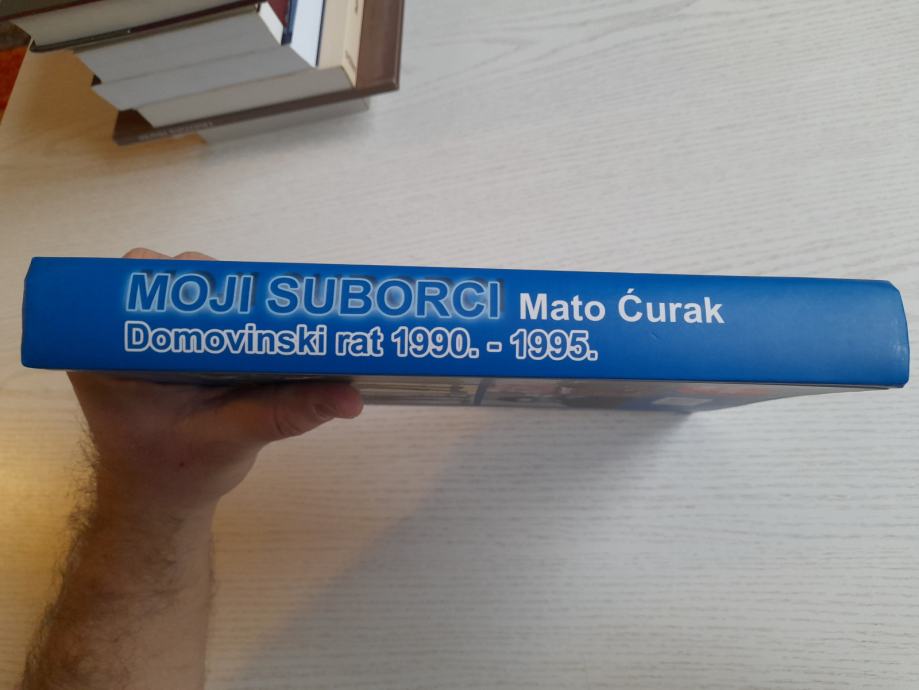 MOJI SUBORCI Mato Ćurak
Domovinski rat 1990. - 1995.